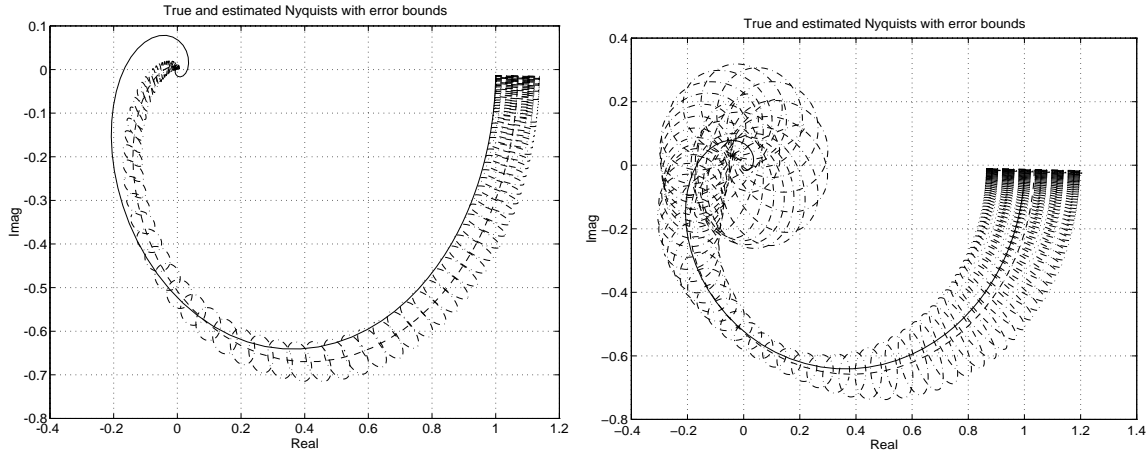 True and estimated Nyquists with error bounds
0.1
0
-0.1
-0.2
-0.3
-0.4
-0.5
-0.6
-0.7
-0.8
Imag
-0.4 -0.2 0 0.2 0.4 0.6 0.8 1 1.2
Real
True and estimated Nyquists with error bounds
0.4
0.2
0
−0.2
−0.4
−0.6
−0.8
Imag
−0.4 −0.2 0 0.2 0.4 0.6 0.8 1 1.2 1.4
Real